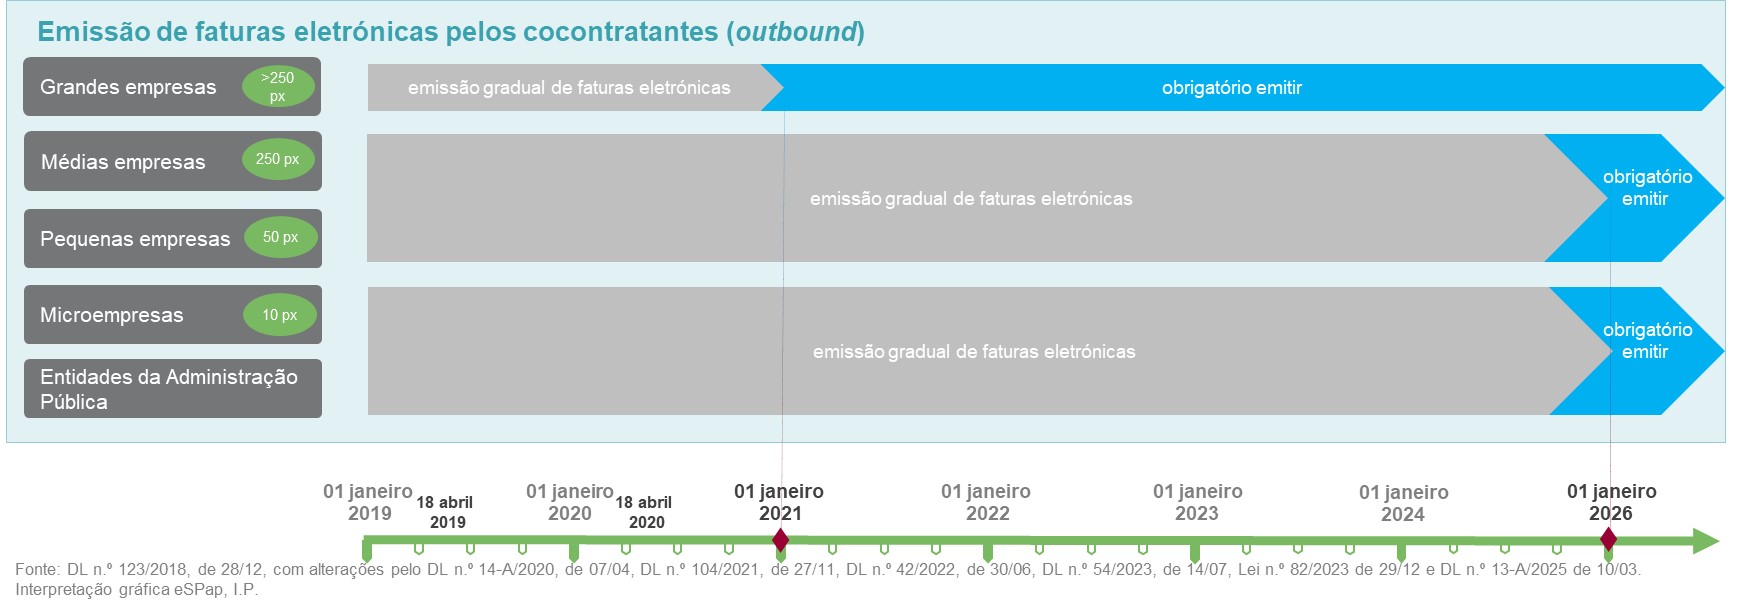 Emissão de faturas eletrónicas pelos cocontratantes (outbound)
Grandes empresas
>250
px
emissão gradual de faturas eletrónicas
obrigatório emitir
Médias empresas
250 px
Pequenas empresas
50 px
emissão gradual de faturas eletrónicas
obrigatório
emitir
Microempresas
10 px
Entidades da Administração
Pública
emissão gradual de faturas eletrónicas
obrigatório
emitir
01 janeiro
2019
18 abril
2019
01 janeiro
2020
18 abril
2020
01 janeiro
2021
01 janeiro
2022
01 janeiro
2023
01 janeiro
2024
01 janeiro
2026
Fonte: DL n.º 123/2018, de 28/12, com alterações pelo DL n.º 14-A/2020, de 07/04, DL n.º 104/2021, de 27/11, DL n.º 42/2022, de 30/06, DL n.º 54/2023, de 14/07, Lei n.º 82/2023 de 29/12 e DL n.º 13-A/2025 de 10/03.
Interpretação gráfica eSPap, I.P.